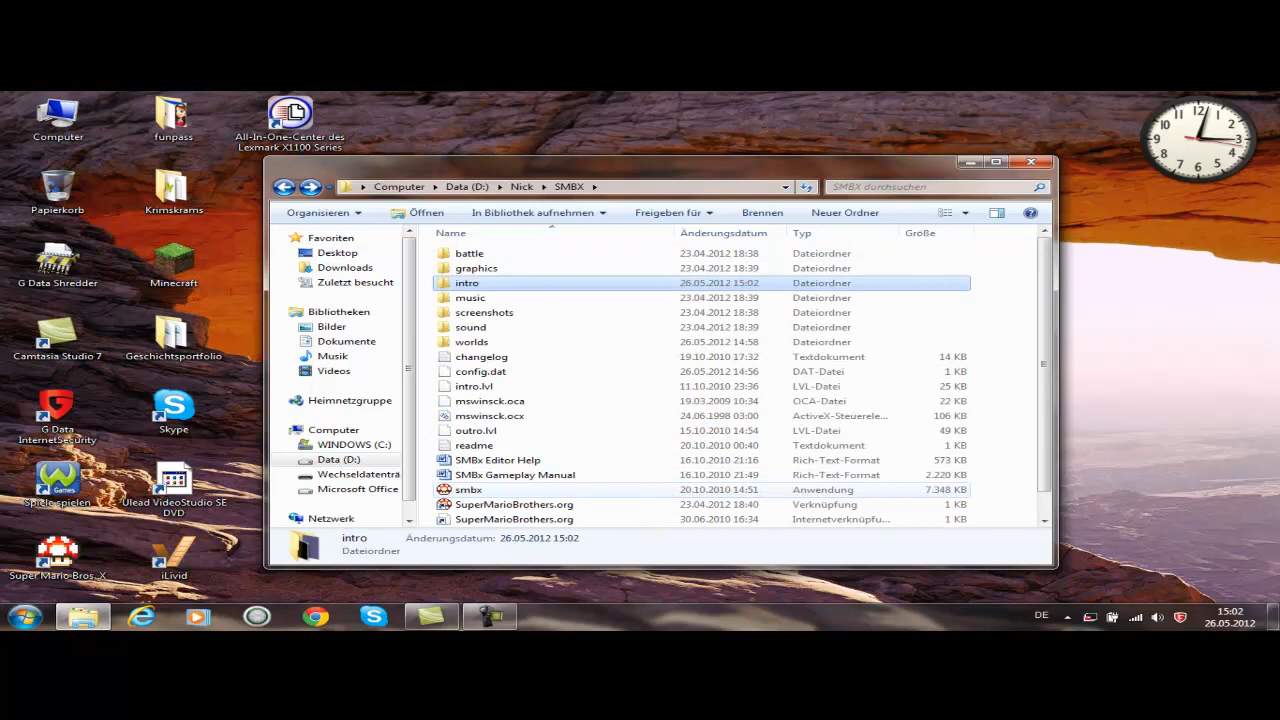 Computer
funpass
All-In-One-Center des
Lexmark X1100 Series
Papierkorb
Krimskrams
G Data Shredder
Minecraft
Camtasia Studio 7
Geschichtsportfolio
G Data
InternetSecurity
Skype
Spiele spielen
Ulead VideoStudio SE
DVD
Super Mario Bros. X
iLivid
Computer Data (D:) Nick SMBX
SMBX durchsuchen
Organisieren Öffnen In Bibliothek aufnehmen Freigeben für Brennen Neuer Ordner
Favoriten
Desktop
Downloads
Zuletzt besucht
Bibliotheken
Bilder
Dokumente
Musik
Videos
Heimnetzgruppe
Computer
WINDOWS (C:)
Data (D:)
Wechseldatenträ
Microsoft Office
Netzwerk
Name Änderungsdatum Typ Größe
battle 23.04.2012 18:38 Dateiordner
graphics 23.04.2012 18:39 Dateiordner
intro 26.05.2012 15:02 Dateiordner
music 23.04.2012 18:39 Dateiordner
screenshots 23.04.2012 18:38 Dateiordner
sound 23.04.2012 18:39 Dateiordner
worlds 26.05.2012 14:58 Dateiordner
changelog 19.10.2010 17:32 Textdokument 14 KB
config.dat 26.05.2012 14:56 DAT-Datei 1 KB
intro.lvl 11.10.2010 23:36 LVL-Datei 25 KB
mswinsck.oca 19.03.2009 10:34 OCA-Datei 22 KB
mswinsck.ocx 24.06.1998 03:00 ActiveX-Steuerele... 106 KB
outro.lvl 15.10.2010 14:54 LVL-Datei 49 KB
readme 20.10.2010 00:40 Textdokument 1 KB
SMBx Editor Help 16.10.2010 21:16 Rich-Text-Format 573 KB
SMBx Gameplay Manual 16.10.2010 21:49 Rich-Text-Format 2.220 KB
smbx 20.10.2010 14:51 Anwendung 7.348 KB
SuperMarioBrothers.org 23.04.2012 18:40 Verknüpfung 1 KB
SuperMarioBrothers.org 30.06.2010 16:34 Internetverknüpfu... 1 KB
intro Änderungsdatum: 26.05.2012 15:02
Dateiordner
12
1
2
3
4
5
6
7
8
9
10
11
DE
15:02
26.05.2012